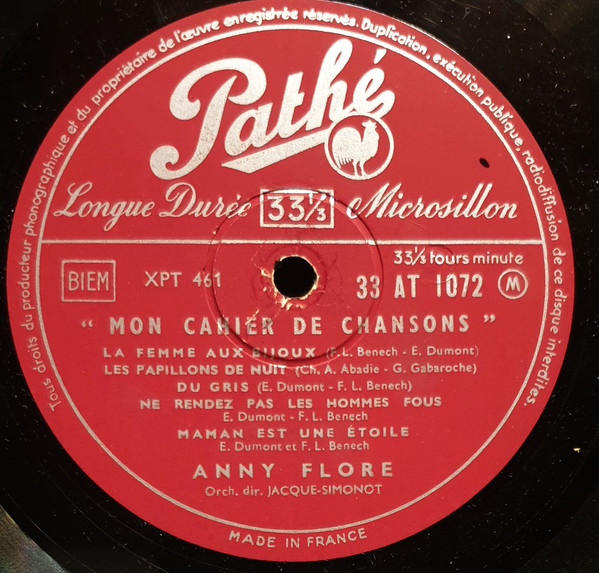 Tous droits du producteur phonographique et du propriétaire de l'œuvre enregistrée réservés. Duplication, exécution publique, radiodiffusion de ce disque interdites.
Pathé
Longue Durée 33⅓ Microsillon
33⅓ tours minute
BIEM XPT 461 33 AT 1072 M
" MON CAHIER DE CHANSONS "
LA FEMME AUX BIJOUX (F.L. Benech - E. Dumont)
LES PAPILLONS DE NUIT (Ch. A. Abadie - G. Gabaroche)
DU GRIS (E. Dumont - F. L. Benech)
NE RENDEZ PAS LES HOMMES FOUS
E. Dumont - F. L. Benech
MAMAN EST UNE ÉTOILE
E. Dumont et F. L. Benech
ANNY FLORE
Orch. dir. JACQUE-SIMONOT
MADE IN FRANCE